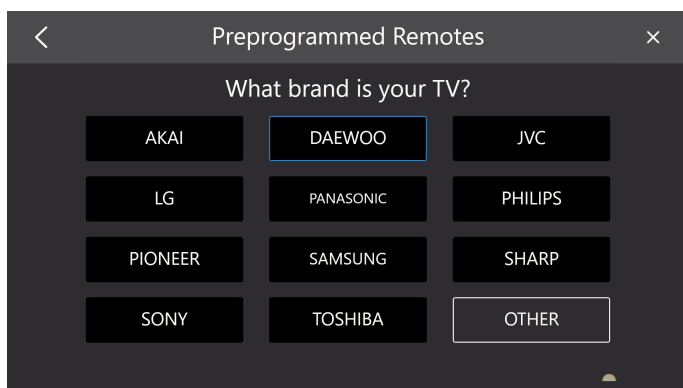 Preprogrammed Remotes
What brand is your TV?
AKAI DAEWOO JVC
LG PANASONIC PHILIPS
PIONEER SAMSUNG SHARP
SONY TOSHIBA OTHER